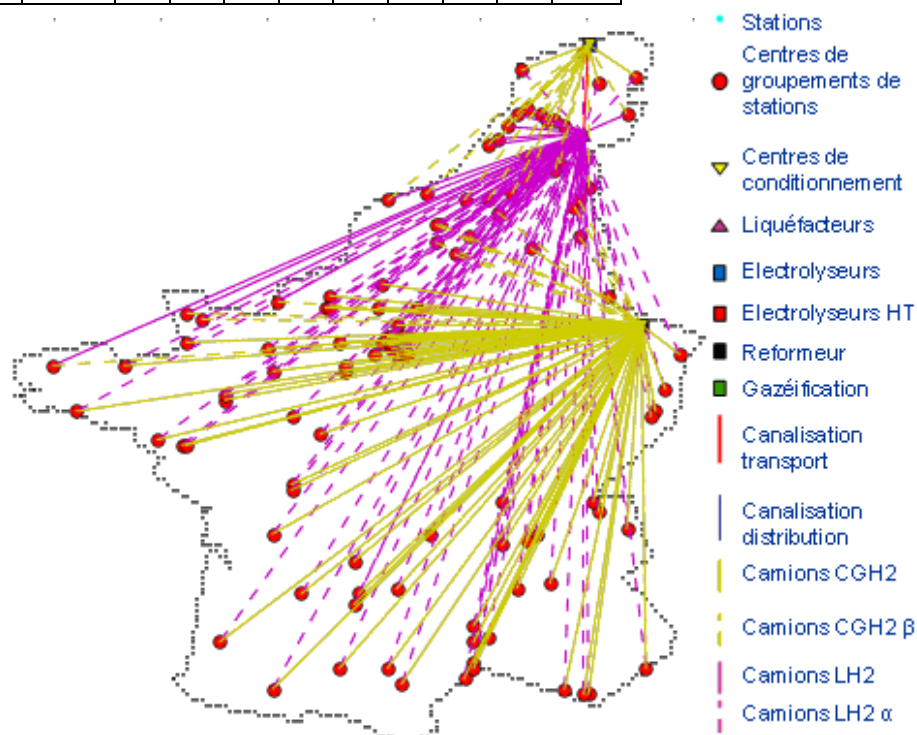 Stations
Centres de
groupements de
stations
Centres de
conditionnement
Liquéfacteurs
Electrolyseurs
Electrolyseurs HT
Reformeur
Gazéification
Canalisation
transport
Canalisation
distribution
Camions CGH2
Camions CGH2 β
Camions LH2
Camions LH2 α